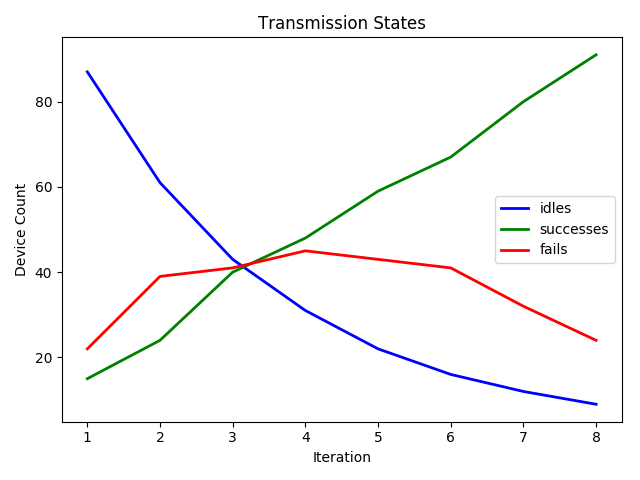 Transmission States
Device Count
80
60
40
20
idles
successes
fails
1 2 3 4 5 6 7 8
Iteration